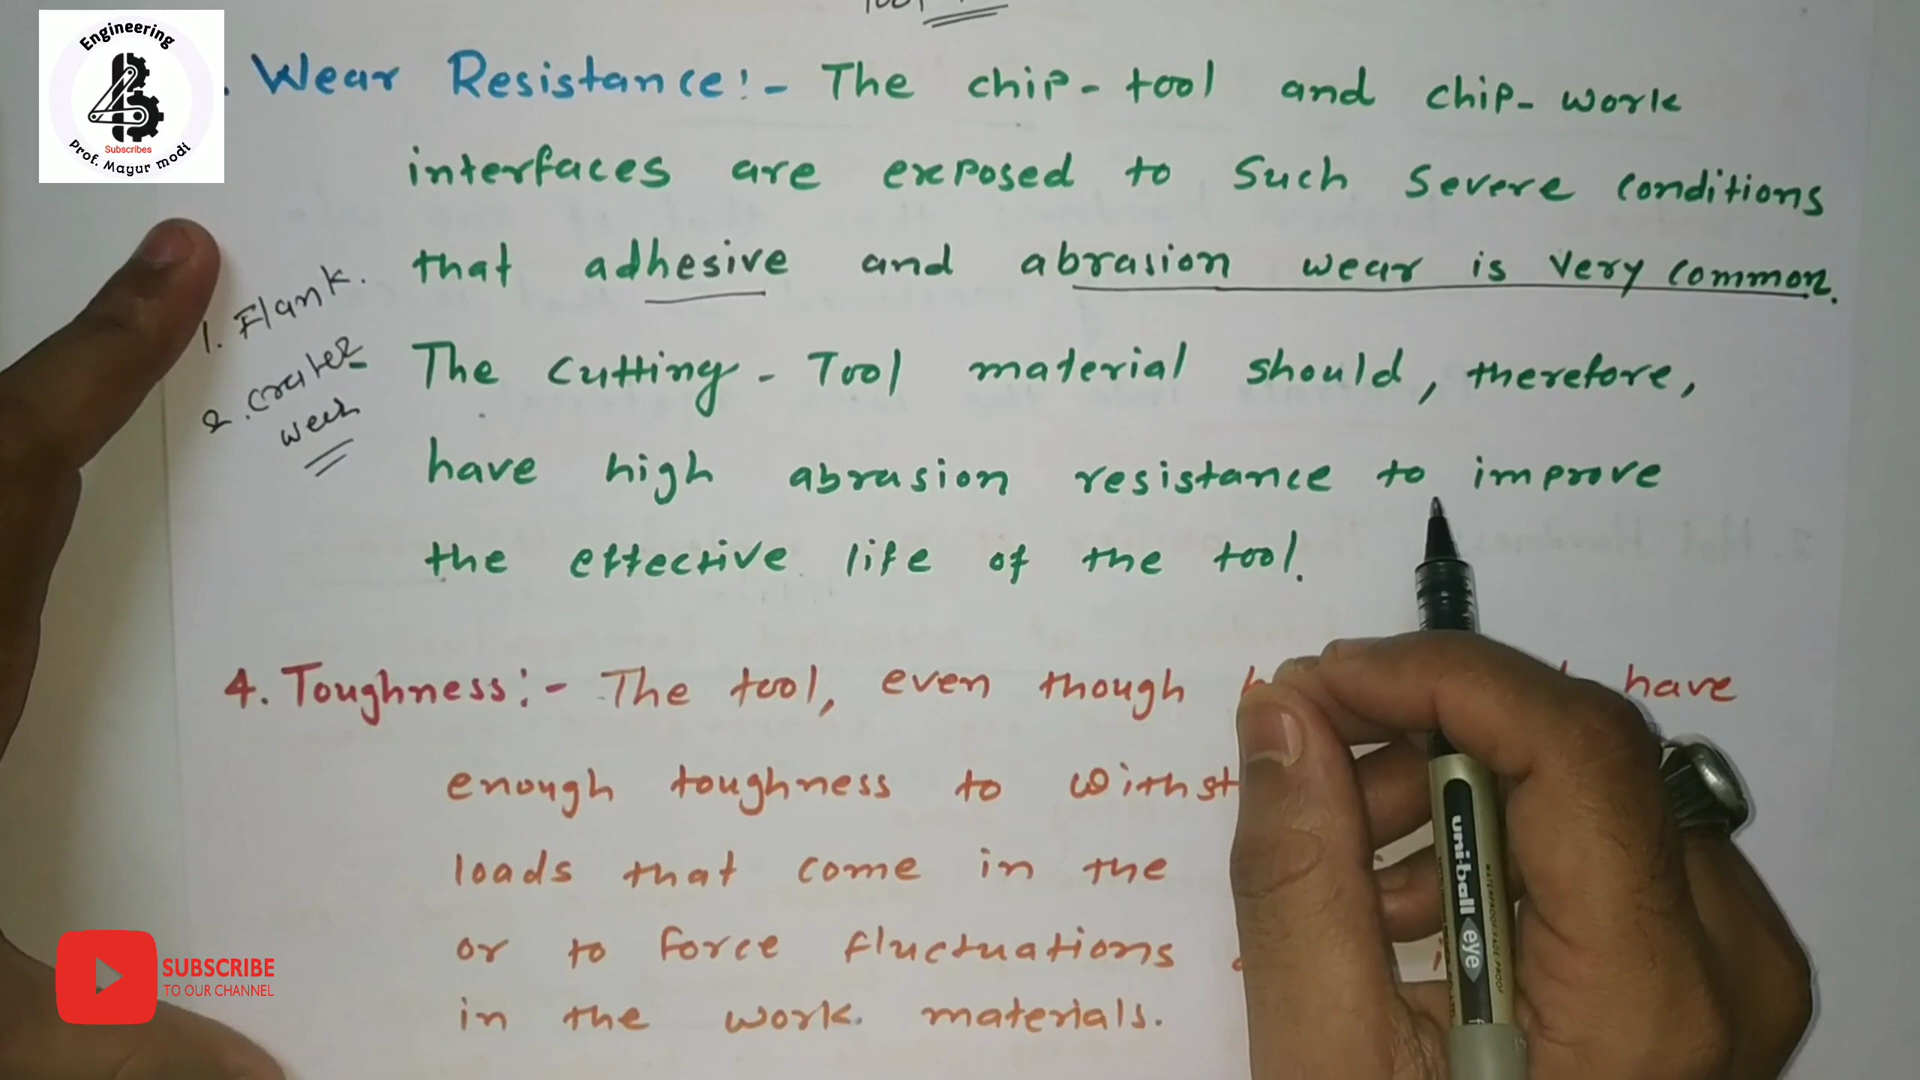 Engineering
Subscribes
Prof. Mayur modi
. Wear Resistance:- The chip-tool and chip-work
interfaces are exposed to such severe conditions
that adhesive and abrasion wear is very common.
1. Flank.
2. Crater
wear
The cutting-Tool material should, therefore,
have high abrasion resistance to improve
the effective life of the tool.
4. Toughness:- The tool, even though have
enough toughness to withst
loads that come in the
or to force fluctuations
in the work materials.
uni-ball eye
SUBSCRIBE
TO OUR CHANNEL